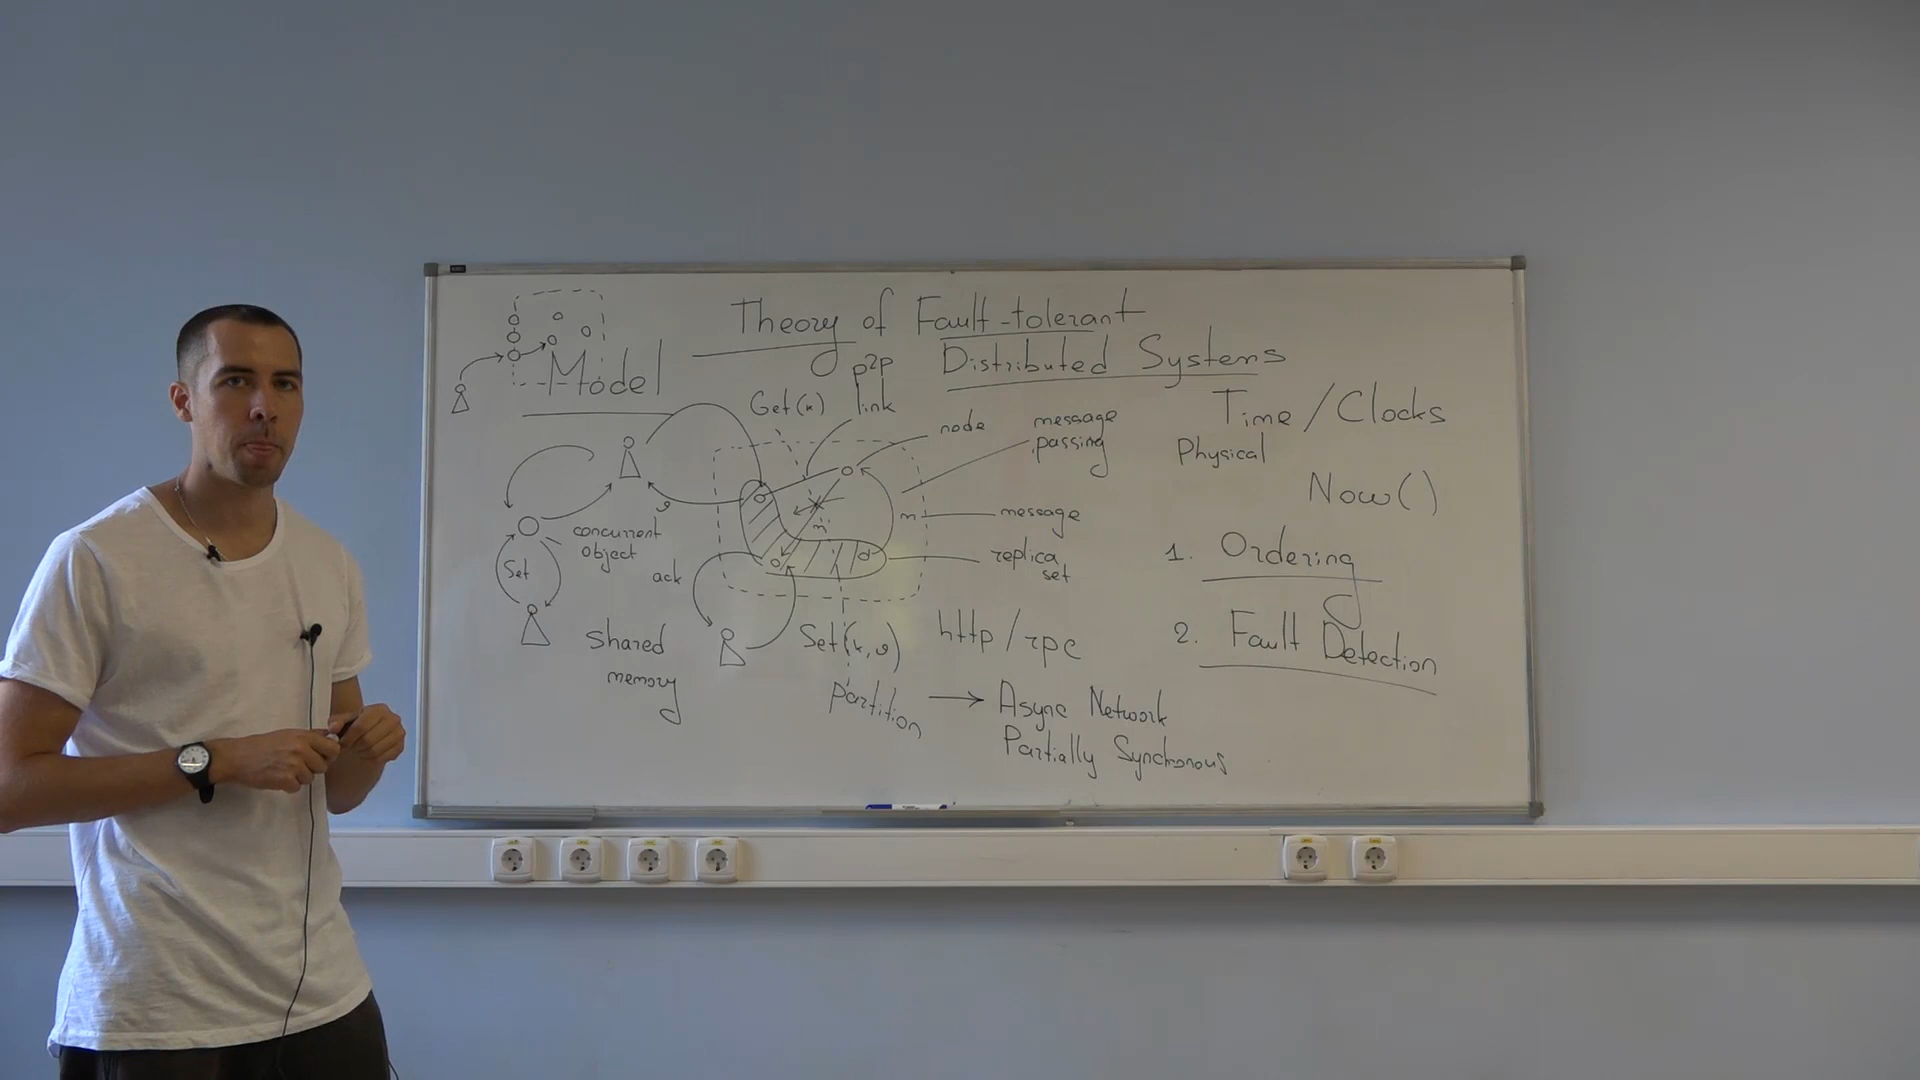 Theory of Fault-tolerant
Distributed Systems
Model
p2p
link
Get(k)
node
message
passing
Time / Clocks
Physical
Now()
m
message
m'
concurrent
object
Set
v
ack
replica
set
1. Ordering
2. Fault Detection
shared
memory
Set(k, v)
http / rpc
partition → Async Network
Partially Synchronous